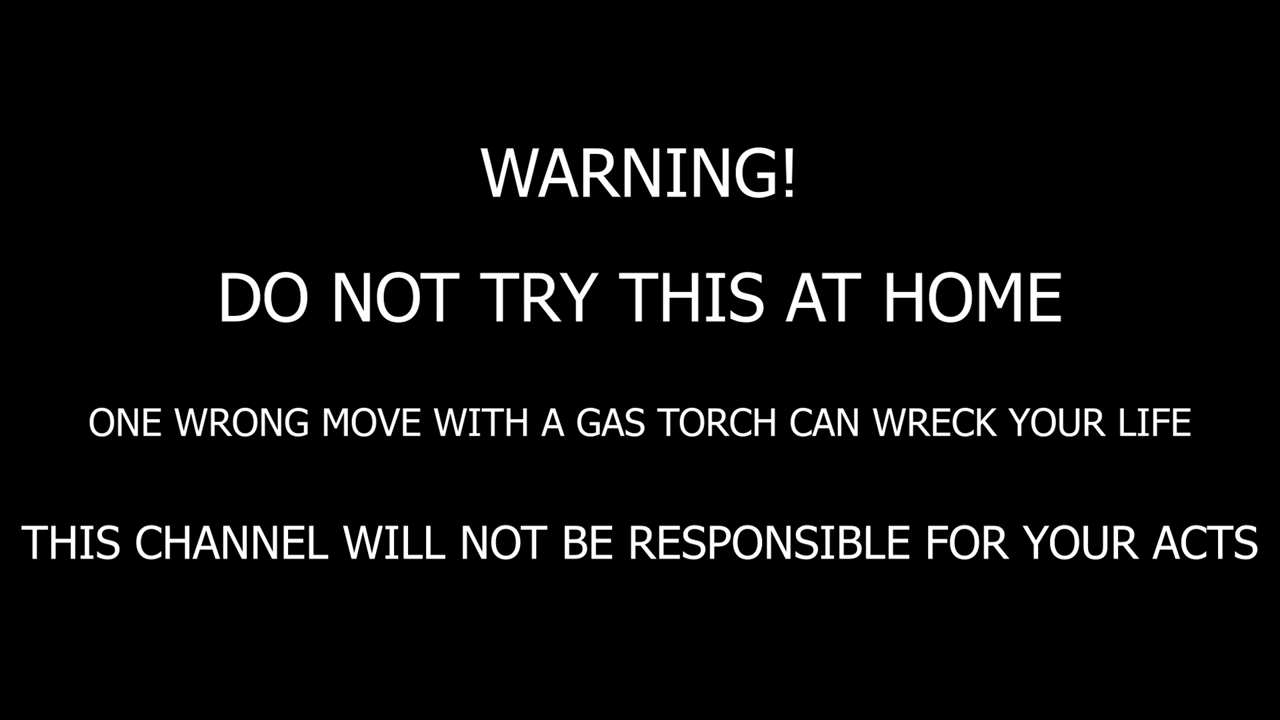 WARNING!
DO NOT TRY THIS AT HOME
ONE WRONG MOVE WITH A GAS TORCH CAN WRECK YOUR LIFE
THIS CHANNEL WILL NOT BE RESPONSIBLE FOR YOUR ACTS